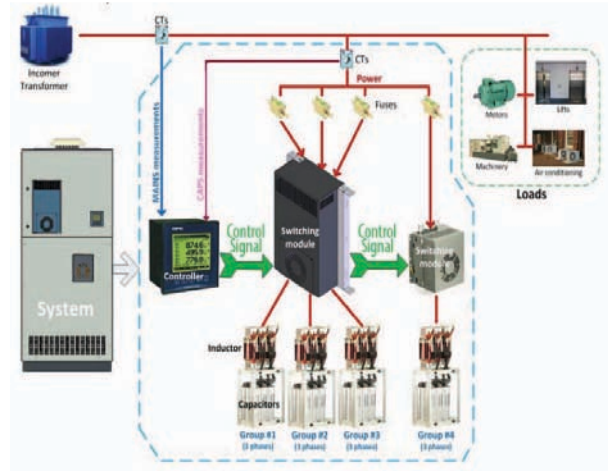 CTs
Incomer
Transformer
CTs
Power
Fuses
MAINS measurements
CAPS measurements
Motors
Lifts
Machinery
Air conditioning
Loads
System
Controller
Control
Signal
Switching
module
Control
Signal
Switching
module
Inductor
Capacitors
Group #1
(3 phases)
Group #2
(3 phases)
Group #3
(3 phases)
Group #4
(3 phases)